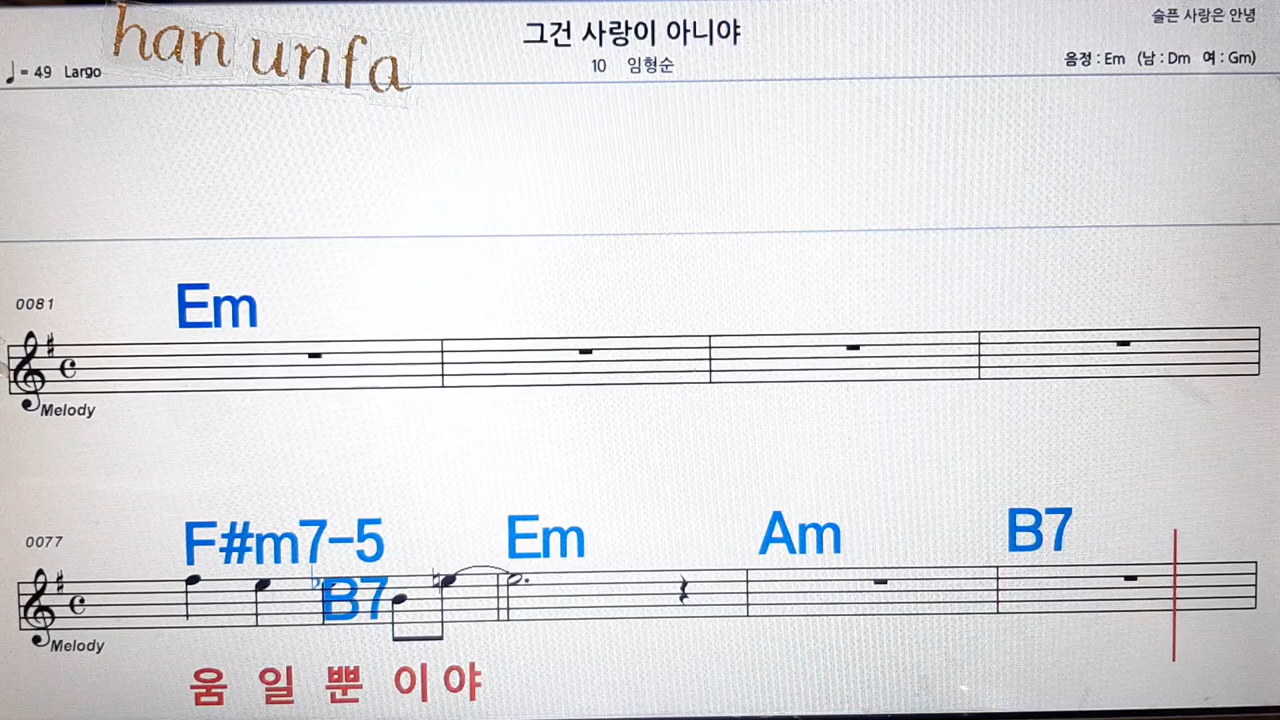 han unfa
그건 사랑이 아니야
슬픈 사랑은 안녕
♩= 49 Largo
10 임형순
음정 : Em (남 : Dm 여 : Gm)
0081
Em
Melody
0077
F#m7-5 Em Am B7
B7
Melody
움 일 뿐 이 야